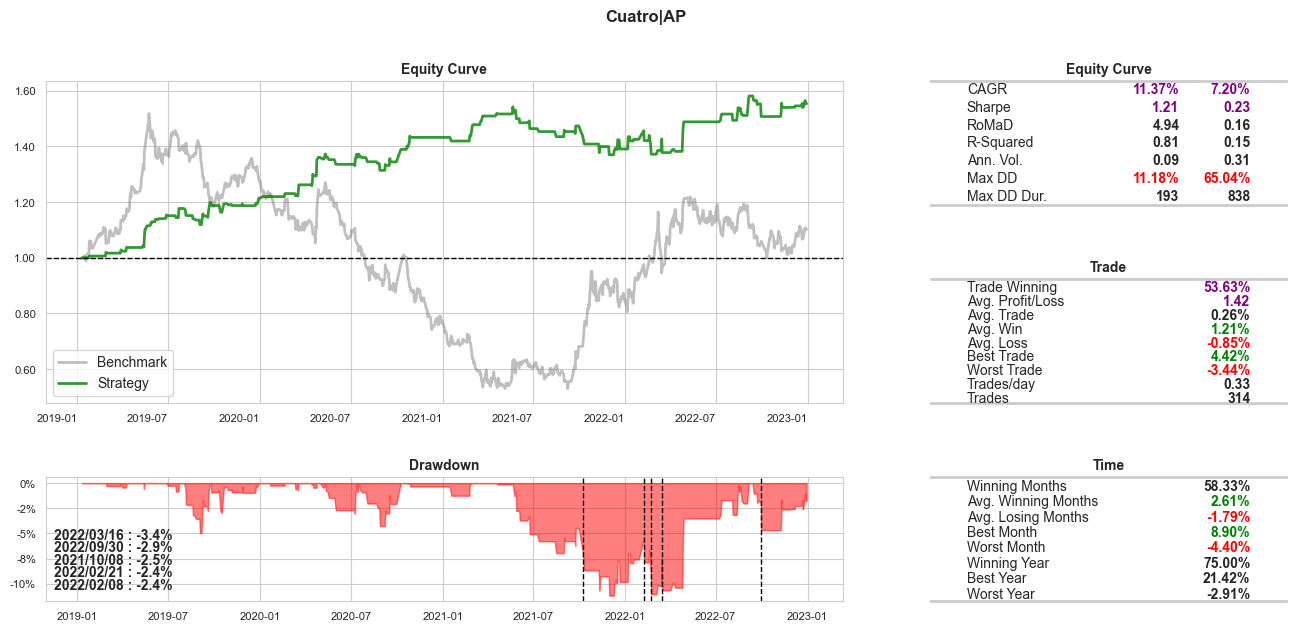 Cuatro|AP
Equity Curve
1.60
1.40
1.20
1.00
0.80
0.60
Benchmark
Strategy
2019-01 2019-07 2020-01 2020-07 2021-01 2021-07 2022-01 2022-07 2023-01
Drawdown
0%
-2%
-5%
-8%
-10%
2022/03/16 : -3.4%
2022/09/30 : -2.9%
2021/10/08 : -2.5%
2022/02/21 : -2.4%
2022/02/08 : -2.4%
2019-01 2019-07 2020-01 2020-07 2021-01 2021-07 2022-01 2022-07 2023-01
Equity Curve
CAGR 11.37% 7.20%
Sharpe 1.21 0.23
RoMaD 4.94 0.16
R-Squared 0.81 0.15
Ann. Vol. 0.09 0.31
Max DD 11.18% 65.04%
Max DD Dur. 193 838
Trade
Trade Winning 53.63%
Avg. Profit/Loss 1.42
Avg. Trade 0.26%
Avg. Win 1.21%
Avg. Loss -0.85%
Best Trade 4.42%
Worst Trade -3.44%
Trades/day 0.33
Trades 314
Time
Winning Months 58.33%
Avg. Winning Months 2.61%
Avg. Losing Months -1.79%
Best Month 8.90%
Worst Month -4.40%
Winning Year 75.00%
Best Year 21.42%
Worst Year -2.91%